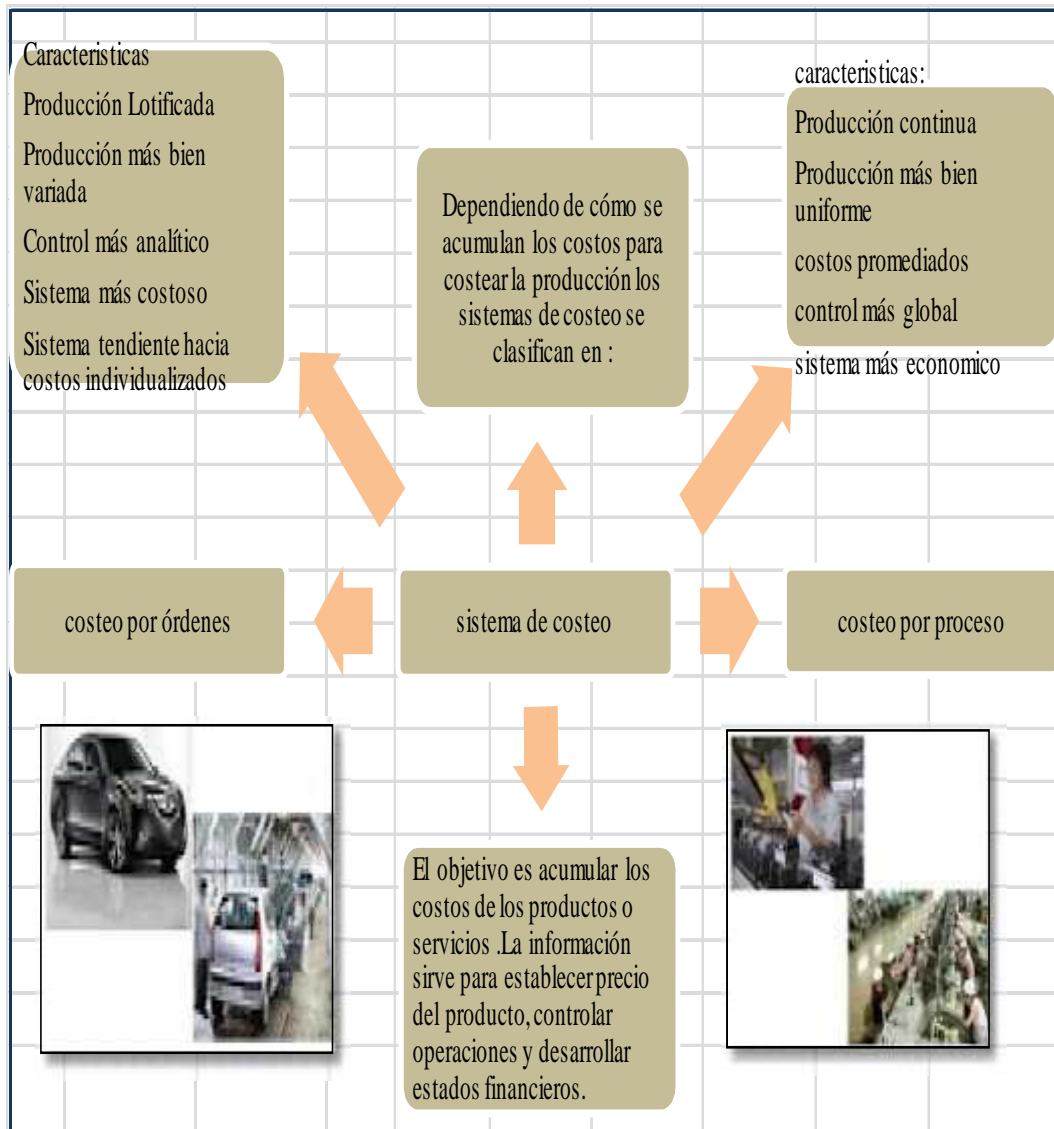 Caracteristicas
Producción Lotificada
Producción más bien
variada
Control más analítico
Sistema más costoso
Sistema tendiente hacia
costos individualizados
Dependiendo de cómo se
acumulan los costos para
costear la producción los
sistemas de costeo se
clasifican en :
caracteristicas:
Producción continua
Producción más bien
uniforme
costos promediados
control más global
sistema más economico
costeo por órdenes
sistema de costeo
costeo por proceso
El objetivo es acumular los
costos de los productos o
servicios .La información
sirve para establecer precio
del producto, controlar
operaciones y desarrollar
estados financieros.